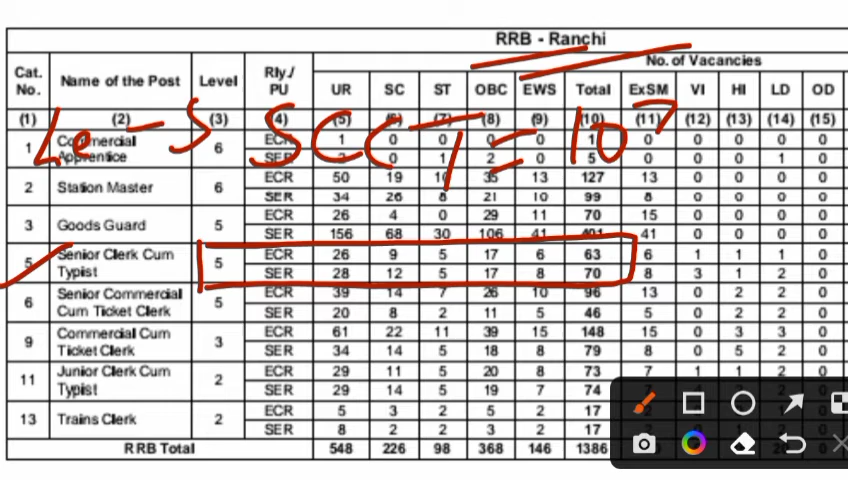 RRB - Ranchi
Cat. No. Name of the Post Level Rly./ PU No. of Vacancies
UR SC ST OBC EWS Total ExSM VI HI LD OD
(1) (2) (3) (4) (5) (6) (7) (8) (9) (10) (11) (12) (13) (14) (15)
Le - 5 SCCT = 107
1 Commercial Apprentice 6 ECR 1 0 0 0 0 1 0 0 0 0 0
SER 0 1 2 0 5 0 0 0 1 0
2 Station Master 6 ECR 50 19 10 35 13 127 13 0 0 0 0
SER 34 26 8 21 10 99 8 0 0 0 0
3 Goods Guard 5 ECR 26 4 0 29 11 70 15 0 0 0 0
SER 156 68 30 106 41 401 41 0 0 0 0
5 Senior Clerk Cum Typist 5 ECR 26 9 5 17 6 63 6 1 1 1 0
SER 28 12 5 17 8 70 8 3 1 2 0
6 Senior Commercial Cum Ticket Clerk 5 ECR 39 14 7 26 10 96 13 0 2 2 0
SER 20 8 2 11 5 46 5 0 2 2 0
9 Commercial Cum Ticket Clerk 3 ECR 61 22 11 39 15 148 15 0 3 3 0
SER 34 14 5 18 8 79 8 0 5 2 0
11 Junior Clerk Cum Typist 2 ECR 29 11 5 20 8 73 7 1 1 2 0
SER 29 14 5 19 7 74
13 Trains Clerk 2 ECR 5 3 2 5 2 17
SER 8 2 2 3 2 17
RRB Total 548 226 98 368 146 1386